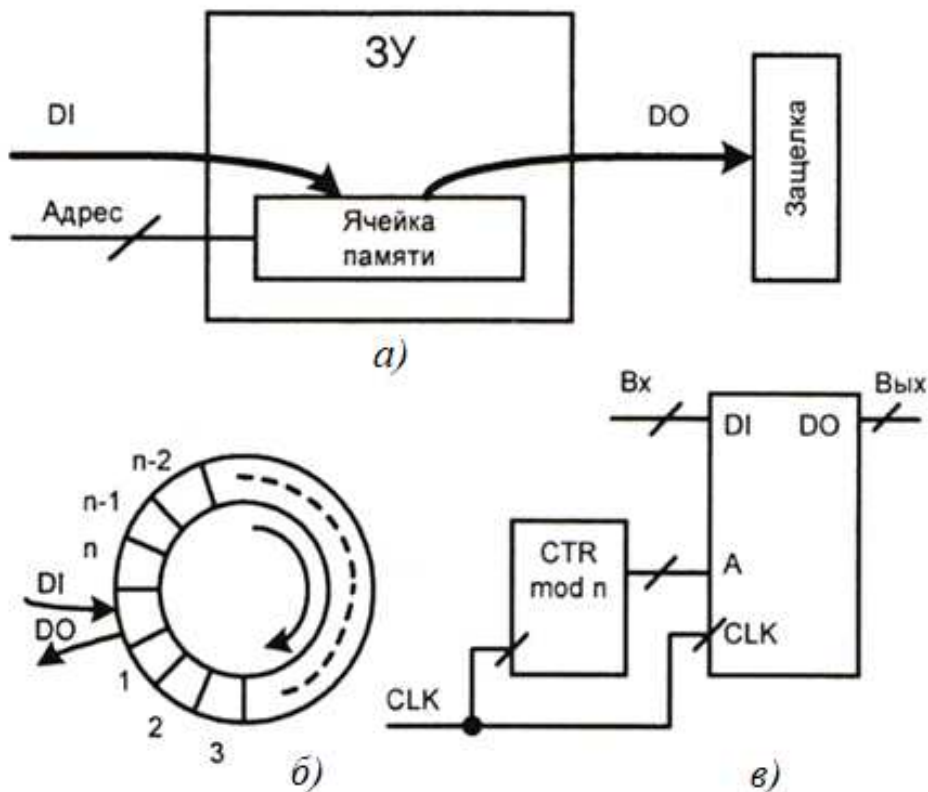 ЗУ
DI
DO
Адрес
Ячейка
памяти
Защелка
а)
Вх
Вых
DI DO
n-2
n-1
n
DI
DO
1
2
3
б)
CTR
mod n
A
CLK
CLK
в)